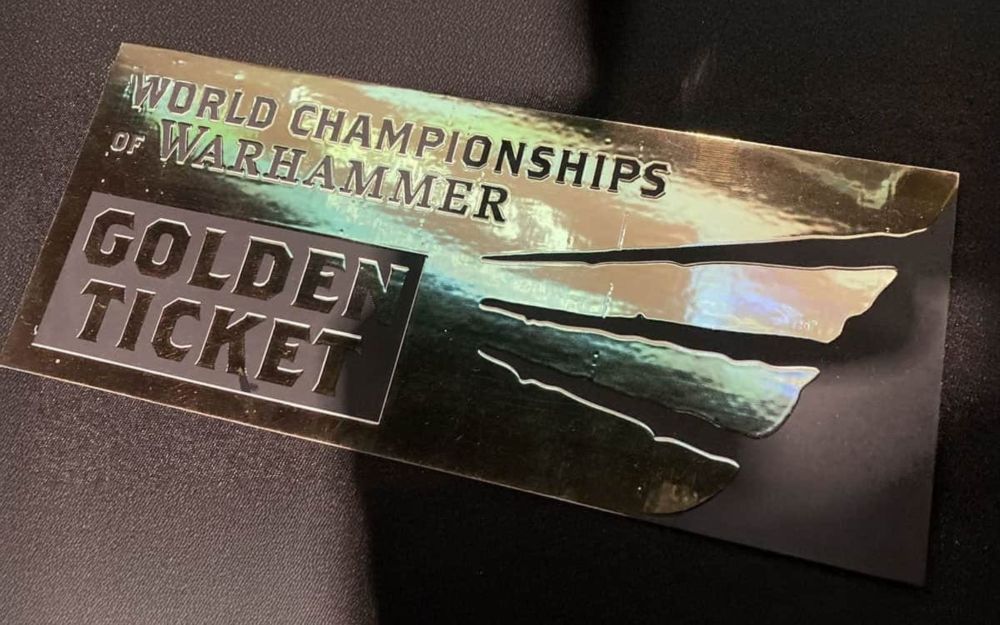 WORLD CHAMPIONSHIPS
OF WARHAMMER
GOLDEN
TICKET